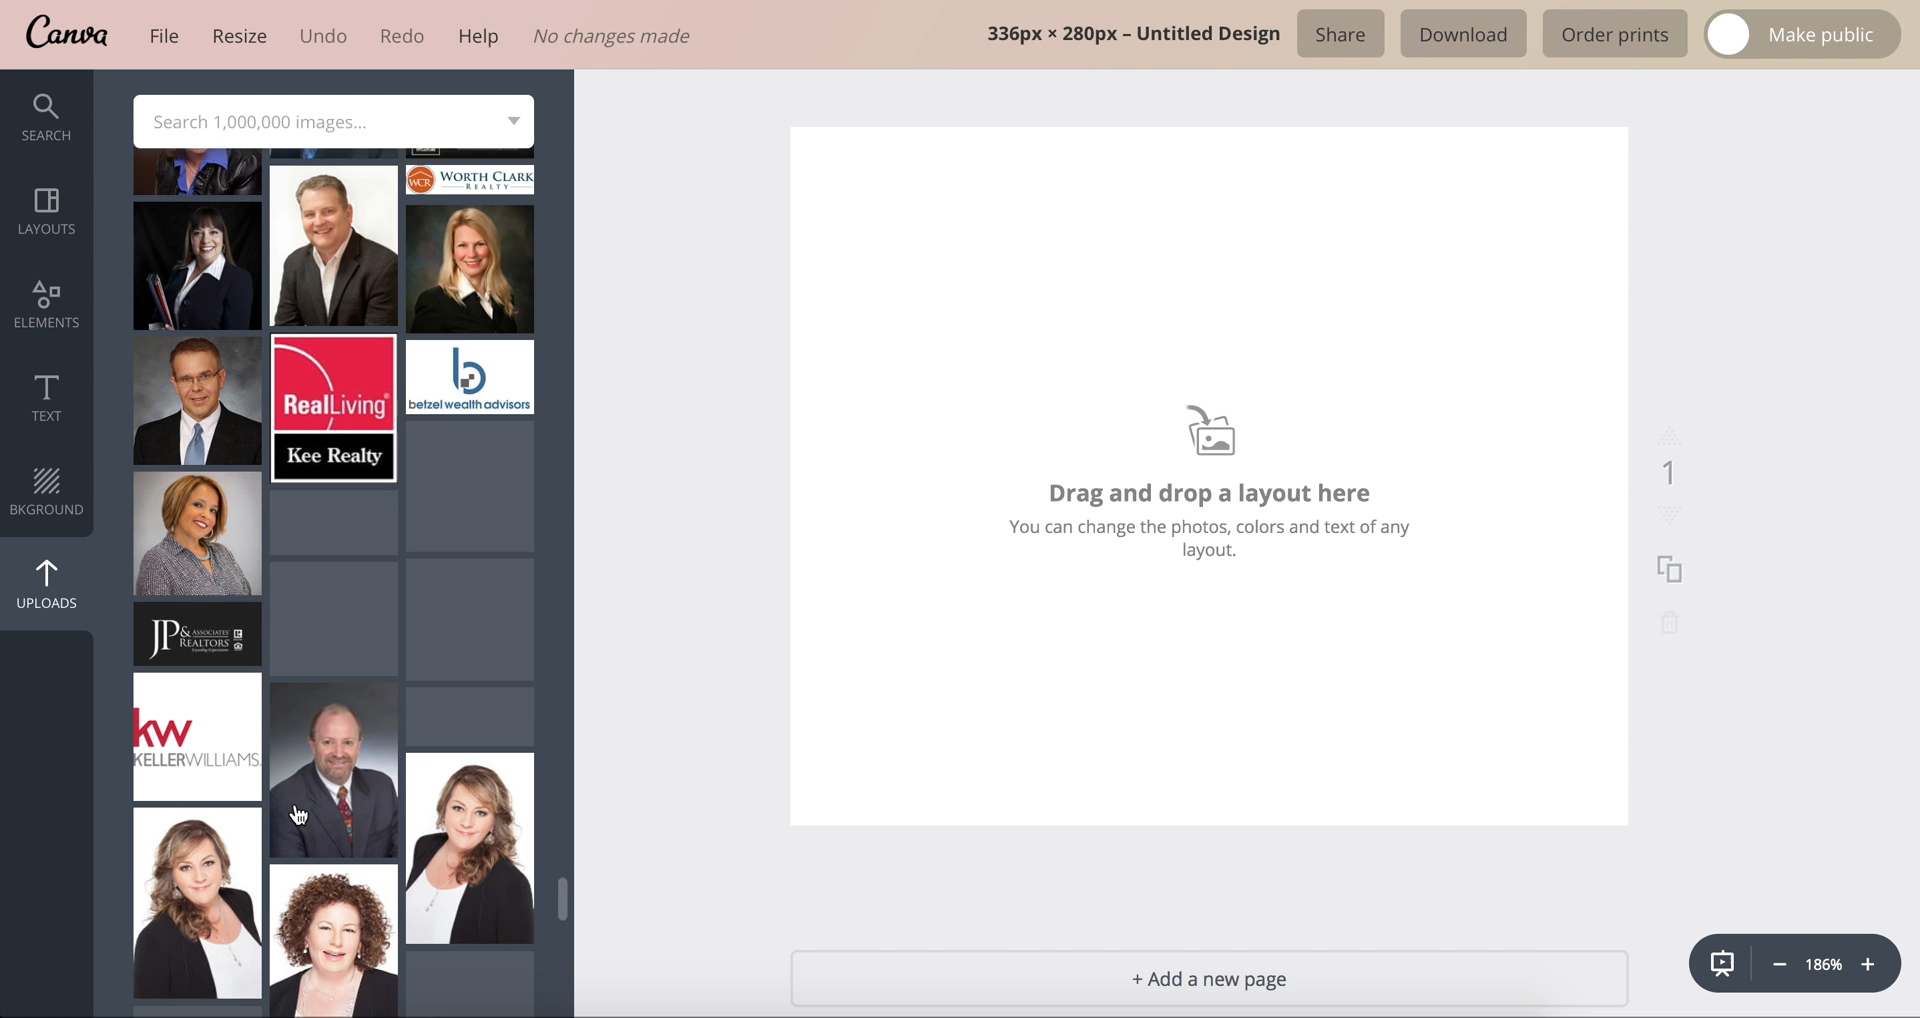 Canva
File Resize Undo Redo Help No changes made
336px × 280px – Untitled Design
Share
Download
Order prints
Make public
SEARCH
LAYOUTS
ELEMENTS
TEXT
BKGROUND
UPLOADS
Search 1,000,000 images...
WCR WORTH CLARK
REALTY
RealLiving®
Kee Realty
b
betzel wealth advisors
JP & ASSOCIATES
REALTORS
Exceeding Expectations
kw
KELLERWILLIAMS.
Drag and drop a layout here
You can change the photos, colors and text of any
layout.
1
+ Add a new page
186%